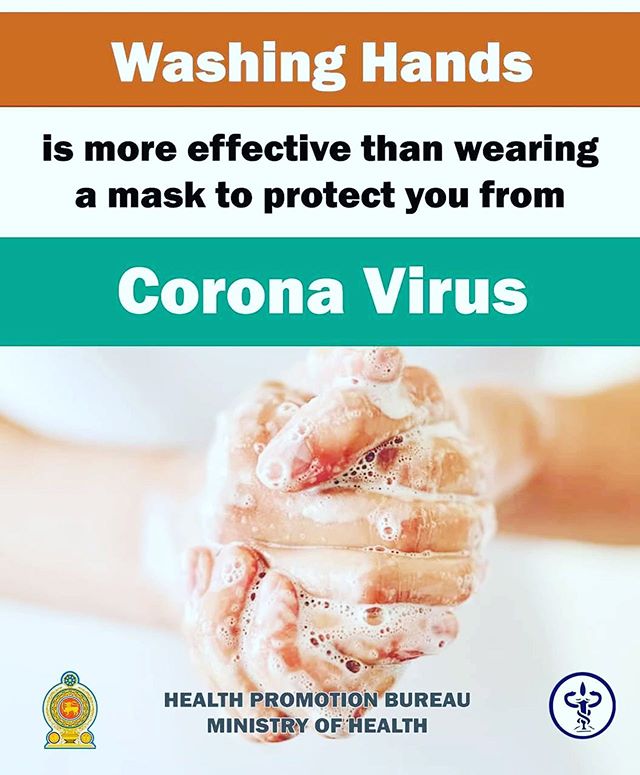 Washing Hands
is more effective than wearing
a mask to protect you from
Corona Virus
HEALTH PROMOTION BUREAU
MINISTRY OF HEALTH